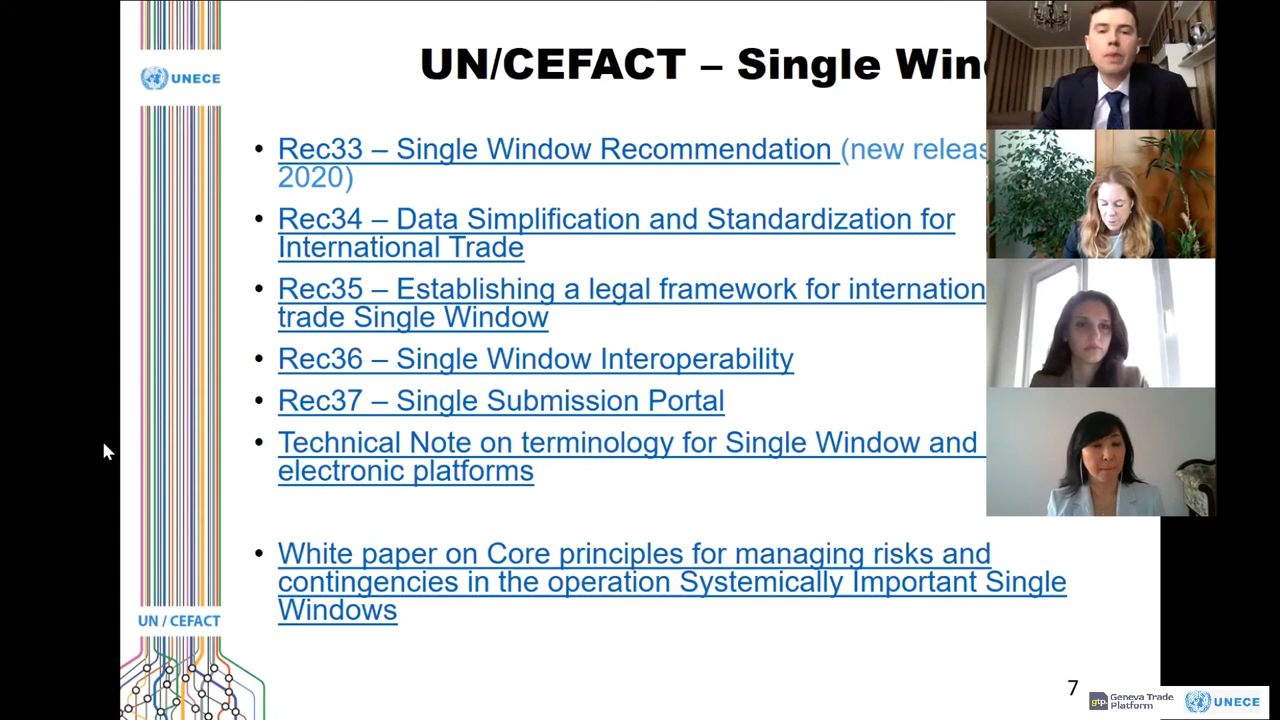 UNECE
UN/CEFACT – Single Win
• Rec33 – Single Window Recommendation (new releas
2020)
• Rec34 – Data Simplification and Standardization for
International Trade
• Rec35 – Establishing a legal framework for internation
trade Single Window
• Rec36 – Single Window Interoperability
• Rec37 – Single Submission Portal
• Technical Note on terminology for Single Window and
electronic platforms
• White paper on Core principles for managing risks and
contingencies in the operation Systemically Important Single
Windows
UN / CEFACT
7
gtp Geneva Trade
Platform
UNECE